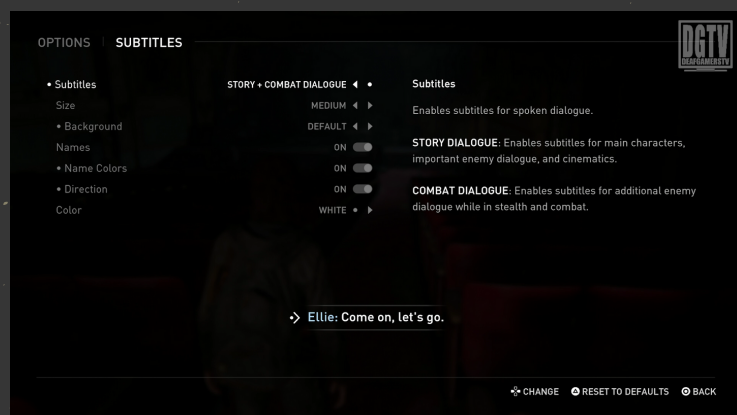 OPTIONS | SUBTITLES
DGTV
DEAFGAMERSTV
• Subtitles STORY + COMBAT DIALOGUE
Size MEDIUM
• Background DEFAULT
Names ON
• Name Colors ON
• Direction ON
Color WHITE
Subtitles
Enables subtitles for spoken dialogue.
STORY DIALOGUE: Enables subtitles for main characters,
important enemy dialogue, and cinematics.
COMBAT DIALOGUE: Enables subtitles for additional enemy
dialogue while in stealth and combat.
Ellie: Come on, let's go.
CHANGE RESET TO DEFAULTS BACK